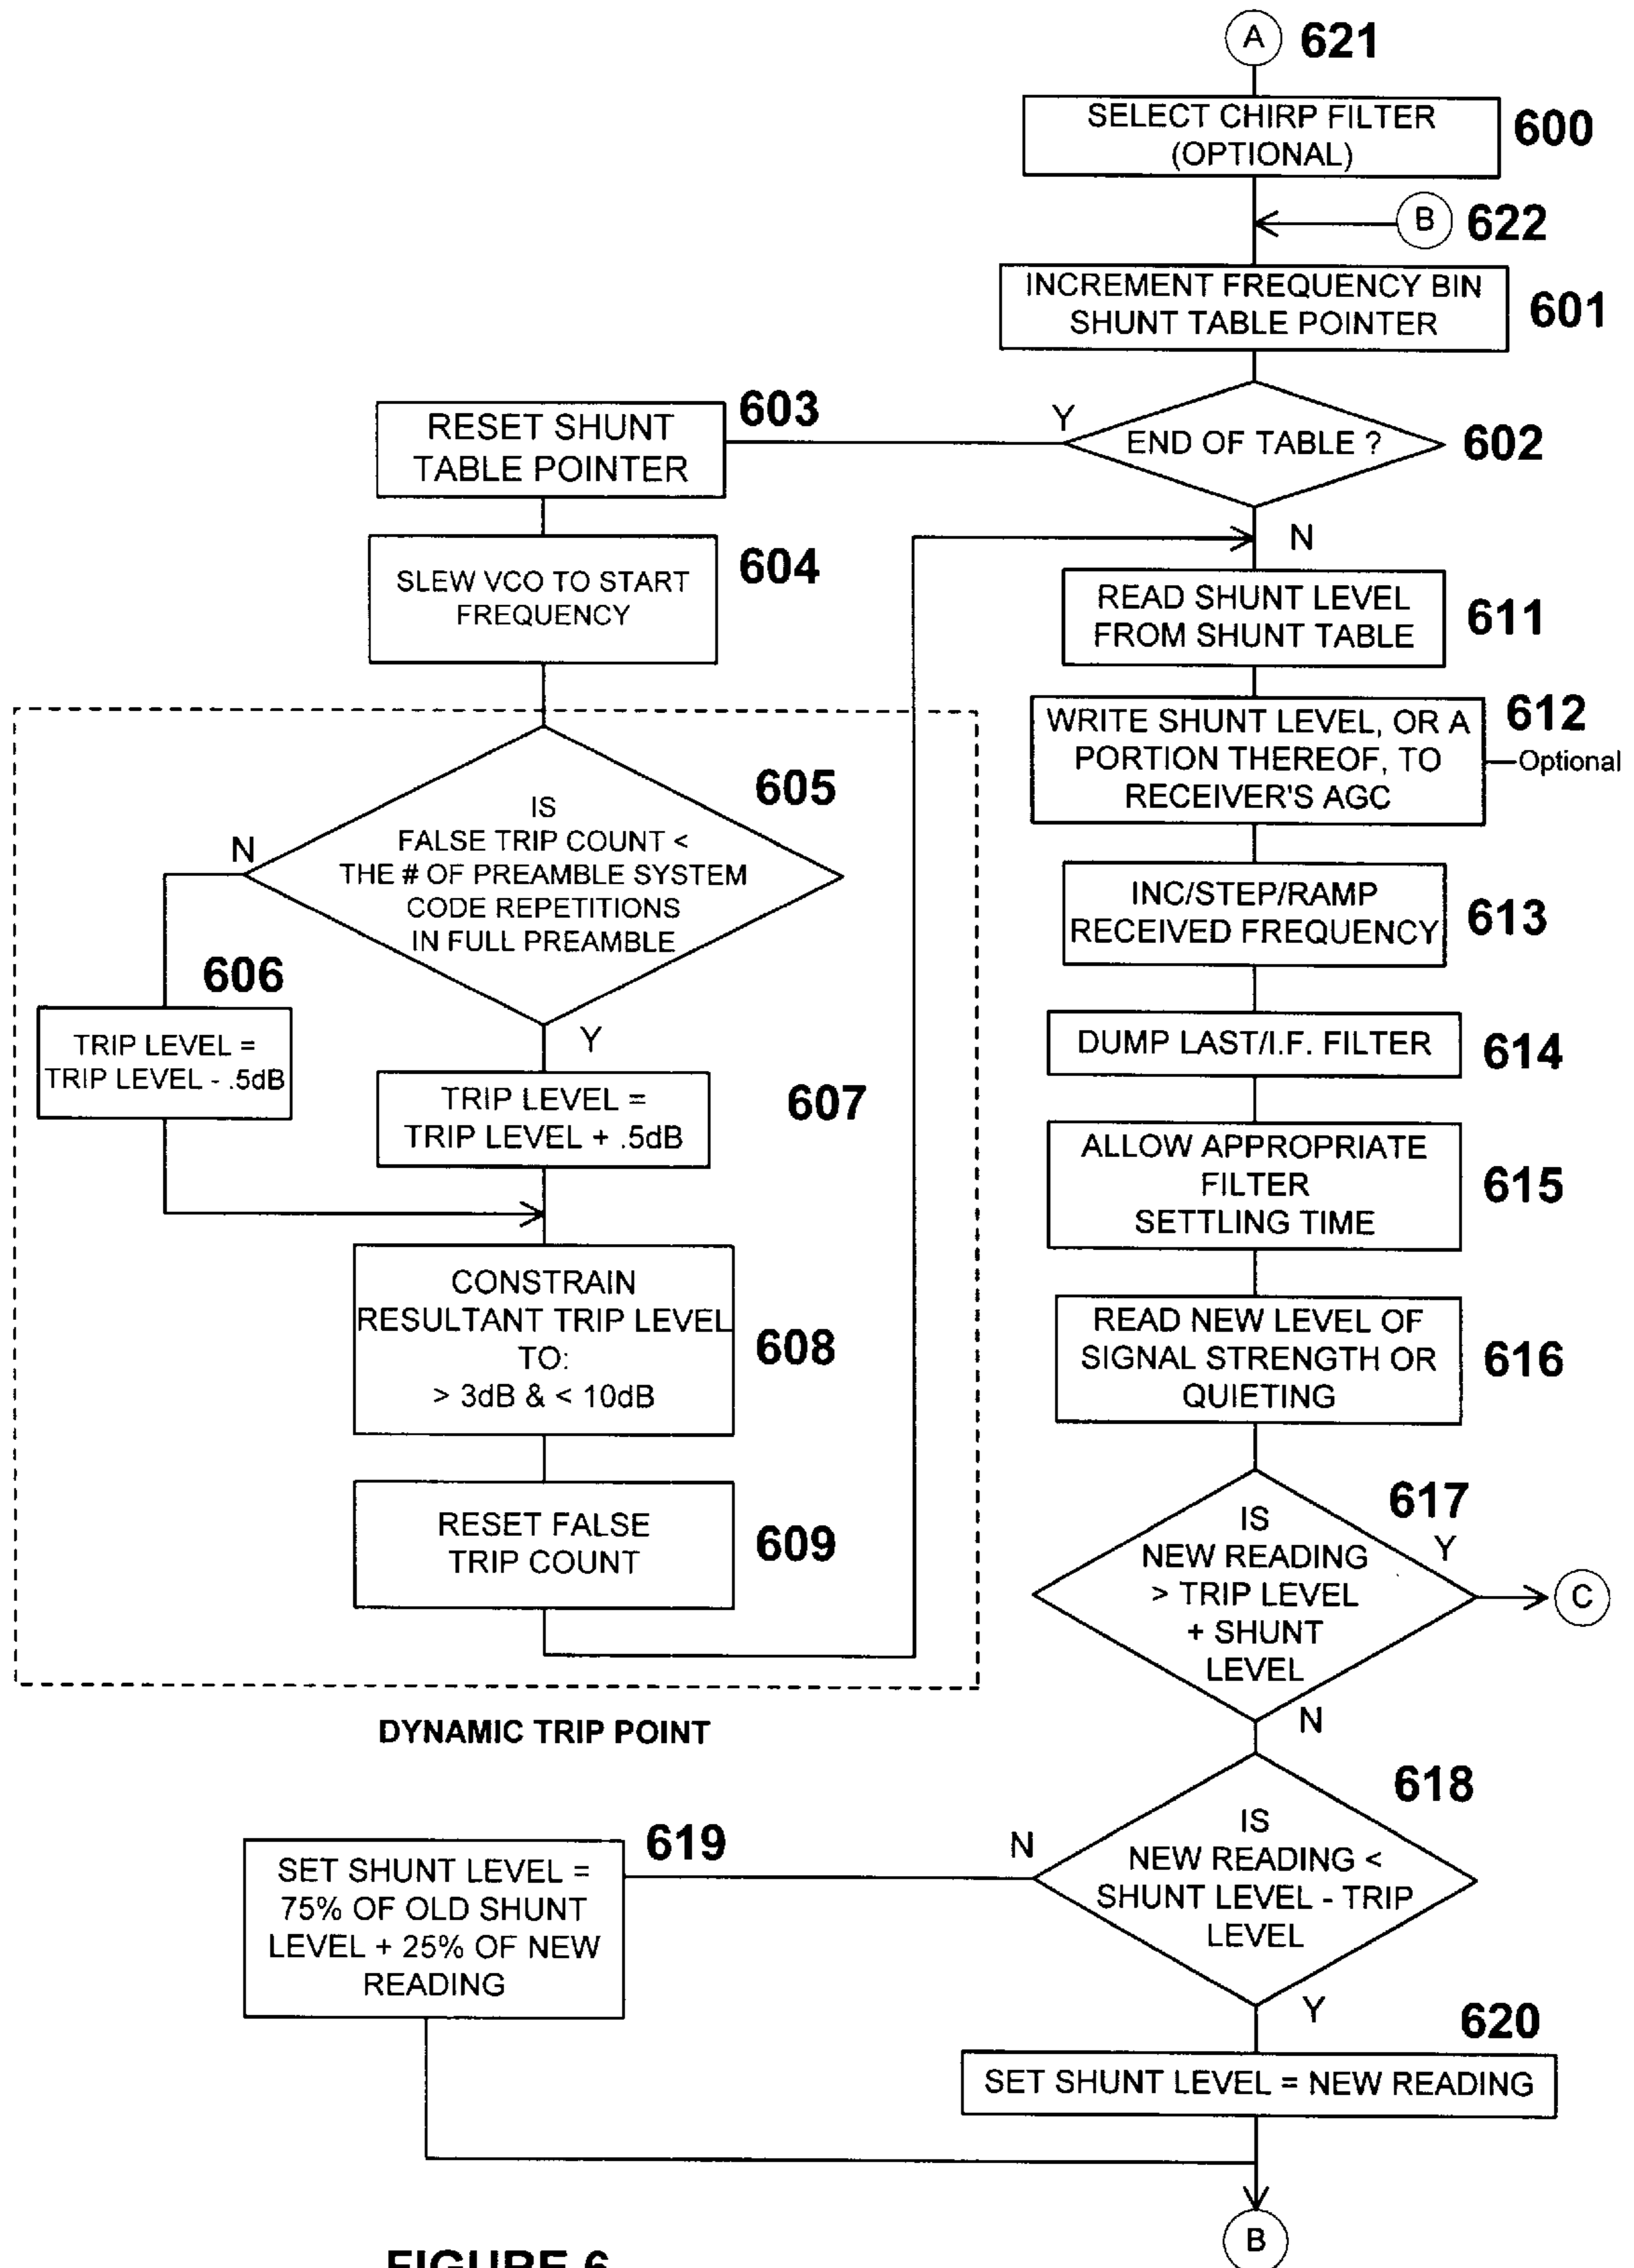 A 621
SELECT CHIRP FILTER
(OPTIONAL)
600
B 622
INCREMENT FREQUENCY BIN
SHUNT TABLE POINTER
601
END OF TABLE ?
602
Y
N
RESET SHUNT
TABLE POINTER
603
SLEW VCO TO START
FREQUENCY
604
IS
FALSE TRIP COUNT <
THE # OF PREAMBLE SYSTEM
CODE REPETITIONS
IN FULL PREAMBLE
605
N
Y
606
TRIP LEVEL =
TRIP LEVEL - .5dB
TRIP LEVEL =
TRIP LEVEL + .5dB
607
CONSTRAIN
RESULTANT TRIP LEVEL
TO:
> 3dB & < 10dB
608
RESET FALSE
TRIP COUNT
609
DYNAMIC TRIP POINT
READ SHUNT LEVEL
FROM SHUNT TABLE
611
WRITE SHUNT LEVEL, OR A
PORTION THEREOF, TO
RECEIVER'S AGC
612
Optional
INC/STEP/RAMP
RECEIVED FREQUENCY
613
DUMP LAST/I.F. FILTER
614
ALLOW APPROPRIATE
FILTER
SETTLING TIME
615
READ NEW LEVEL OF
SIGNAL STRENGTH OR
QUIETING
616
IS
NEW READING
> TRIP LEVEL
+ SHUNT
LEVEL
617
Y
C
N
IS
NEW READING <
SHUNT LEVEL - TRIP
LEVEL
618
N
Y
SET SHUNT LEVEL =
75% OF OLD SHUNT
LEVEL + 25% OF NEW
READING
619
620
SET SHUNT LEVEL = NEW READING
B
FIGURE 6